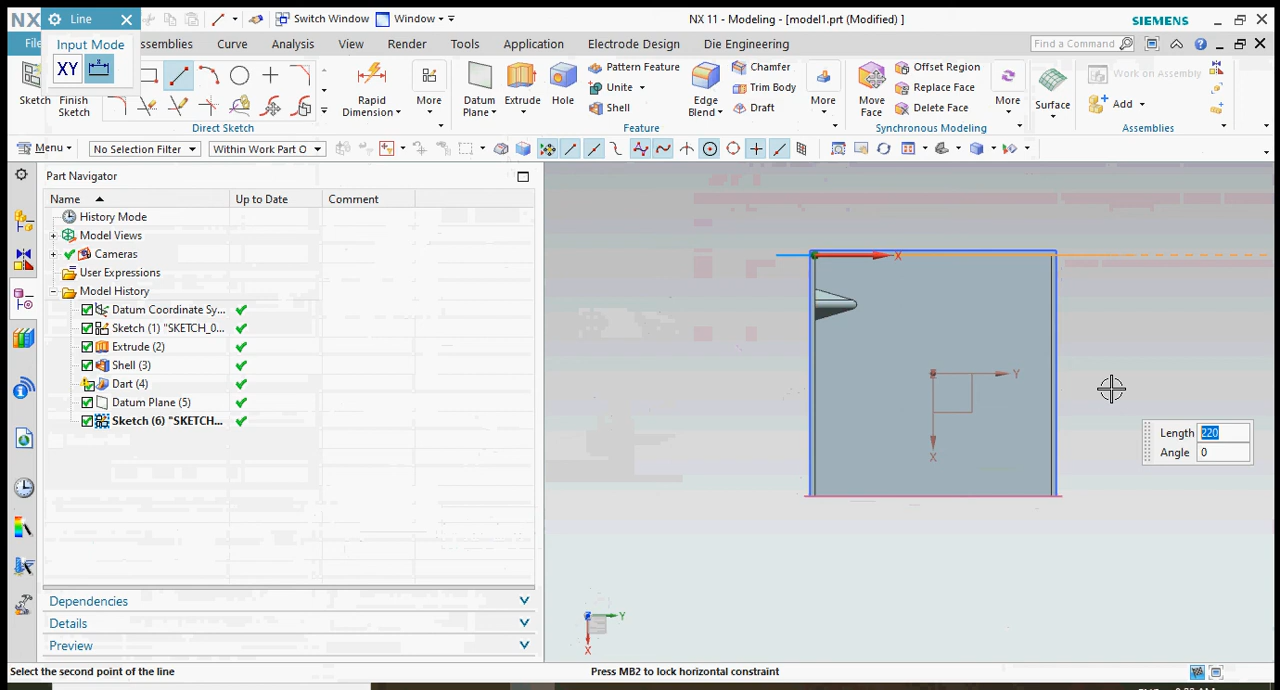 NX
Line
Switch Window
Window
NX 11 - Modeling - [model1.prt (Modified) ]
SIEMENS
File
Input Mode
ssemblies
Curve
Analysis
View
Render
Tools
Application
Electrode Design
Die Engineering
Find a Command
XY
Sketch
Finish
Sketch
Direct Sketch
Rapid
Dimension
More
Datum
Plane
Extrude
Hole
Pattern Feature
Unite
Shell
Edge
Blend
Chamfer
Trim Body
Draft
More
Feature
Move
Face
Offset Region
Replace Face
Delete Face
More
Synchronous Modeling
Surface
Work on Assembly
Add
Assemblies
Menu
No Selection Filter
Within Work Part O
Part Navigator
Name
Up to Date
Comment
History Mode
Model Views
Cameras
User Expressions
Model History
Datum Coordinate Sy...
Sketch (1) "SKETCH_0...
Extrude (2)
Shell (3)
Dart (4)
Datum Plane (5)
Sketch (6) "SKETCH...
Dependencies
Details
Preview
X
Y
X
Length 220
Angle 0
Y
X
Select the second point of the line
Press MB2 to lock horizontal constraint